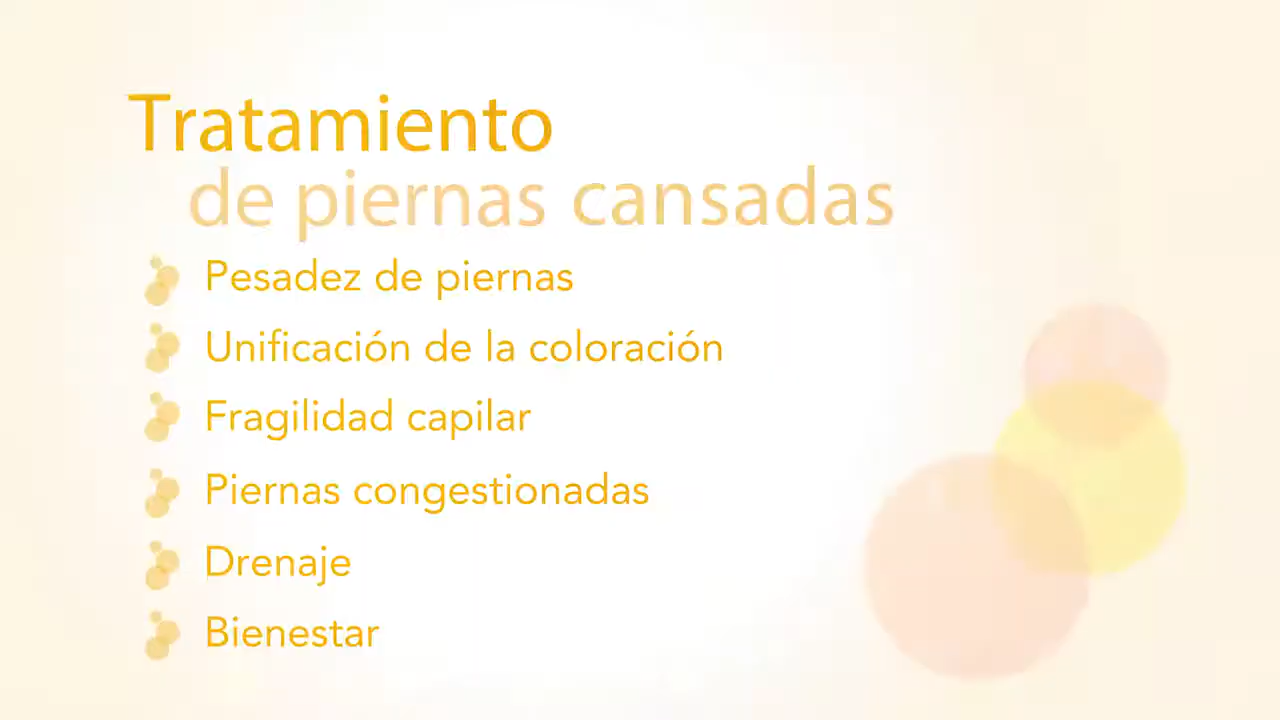 Tratamiento
de piernas cansadas
Pesadez de piernas
Unificación de la coloración
Fragilidad capilar
Piernas congestionadas
Drenaje
Bienestar